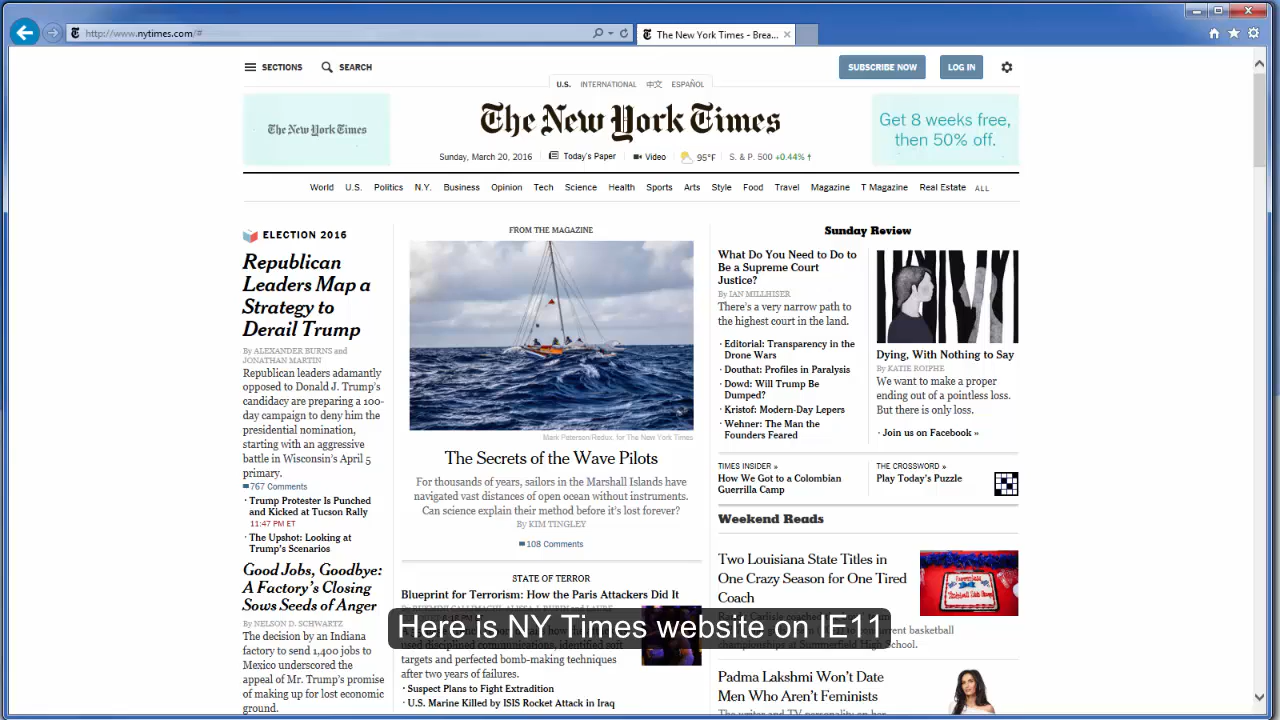 http://www.nytimes.com/#
The New York Times - Brea...
SECTIONS
SEARCH
SUBSCRIBE NOW
LOG IN
U.S. INTERNATIONAL 中文 ESPAÑOL
The New York Times
The New York Times
Get 8 weeks free,
then 50% off.
Sunday, March 20, 2016
Today's Paper
Video
95°F
S. & P. 500 +0.44% ↑
World U.S. Politics N.Y. Business Opinion Tech Science Health Sports Arts Style Food Travel Magazine T Magazine Real Estate ALL
ELECTION 2016
Republican
Leaders Map a
Strategy to
Derail Trump
By ALEXANDER BURNS and
JONATHAN MARTIN
Republican leaders adamantly
opposed to Donald J. Trump's
candidacy are preparing a 100-
day campaign to deny him the
presidential nomination,
starting with an aggressive
battle in Wisconsin's April 5
primary.
767 Comments
· Trump Protester Is Punched
and Kicked at Tucson Rally
11:47 PM ET
· The Upshot: Looking at
Trump's Scenarios
Good Jobs, Goodbye:
A Factory's Closing
Sows Seeds of Anger
By NELSON D. SCHWARTZ
The decision by an Indiana
factory to send 1,400 jobs to
Mexico underscored the
appeal of Mr. Trump's promise
of making up for lost economic
ground.
FROM THE MAGAZINE
Mark Peterson/Redux, for The New York Times
The Secrets of the Wave Pilots
For thousands of years, sailors in the Marshall Islands have
navigated vast distances of open ocean without instruments.
Can science explain their method before it's lost forever?
By KIM TINGLEY
108 Comments
STATE OF TERROR
Blueprint for Terrorism: How the Paris Attackers Did It
used disciplined communications, identified soft
targets and perfected bomb-making techniques
after two years of failures.
· Suspect Plans to Fight Extradition
· U.S. Marine Killed by ISIS Rocket Attack in Iraq
Sunday Review
What Do You Need to Do to
Be a Supreme Court
Justice?
By IAN MILLHISER
There's a very narrow path to
the highest court in the land.
· Editorial: Transparency in the
Drone Wars
· Douthat: Profiles in Paralysis
· Dowd: Will Trump Be
Dumped?
· Kristof: Modern-Day Lepers
· Wehner: The Man the
Founders Feared
Dying, With Nothing to Say
By KATIE ROIPHE
We want to make a proper
ending out of a pointless loss.
But there is only loss.
· Join us on Facebook »
TIMES INSIDER »
How We Got to a Colombian
Guerrilla Camp
THE CROSSWORD »
Play Today's Puzzle
Weekend Reads
Two Louisiana State Titles in
One Crazy Season for One Tired
Coach
Carlisle coached
current basketball
championships at Summerfield High School.
Padma Lakshmi Won't Date
Men Who Aren't Feminists
The writer and TV personality on her
Here is NY Times website on IE11